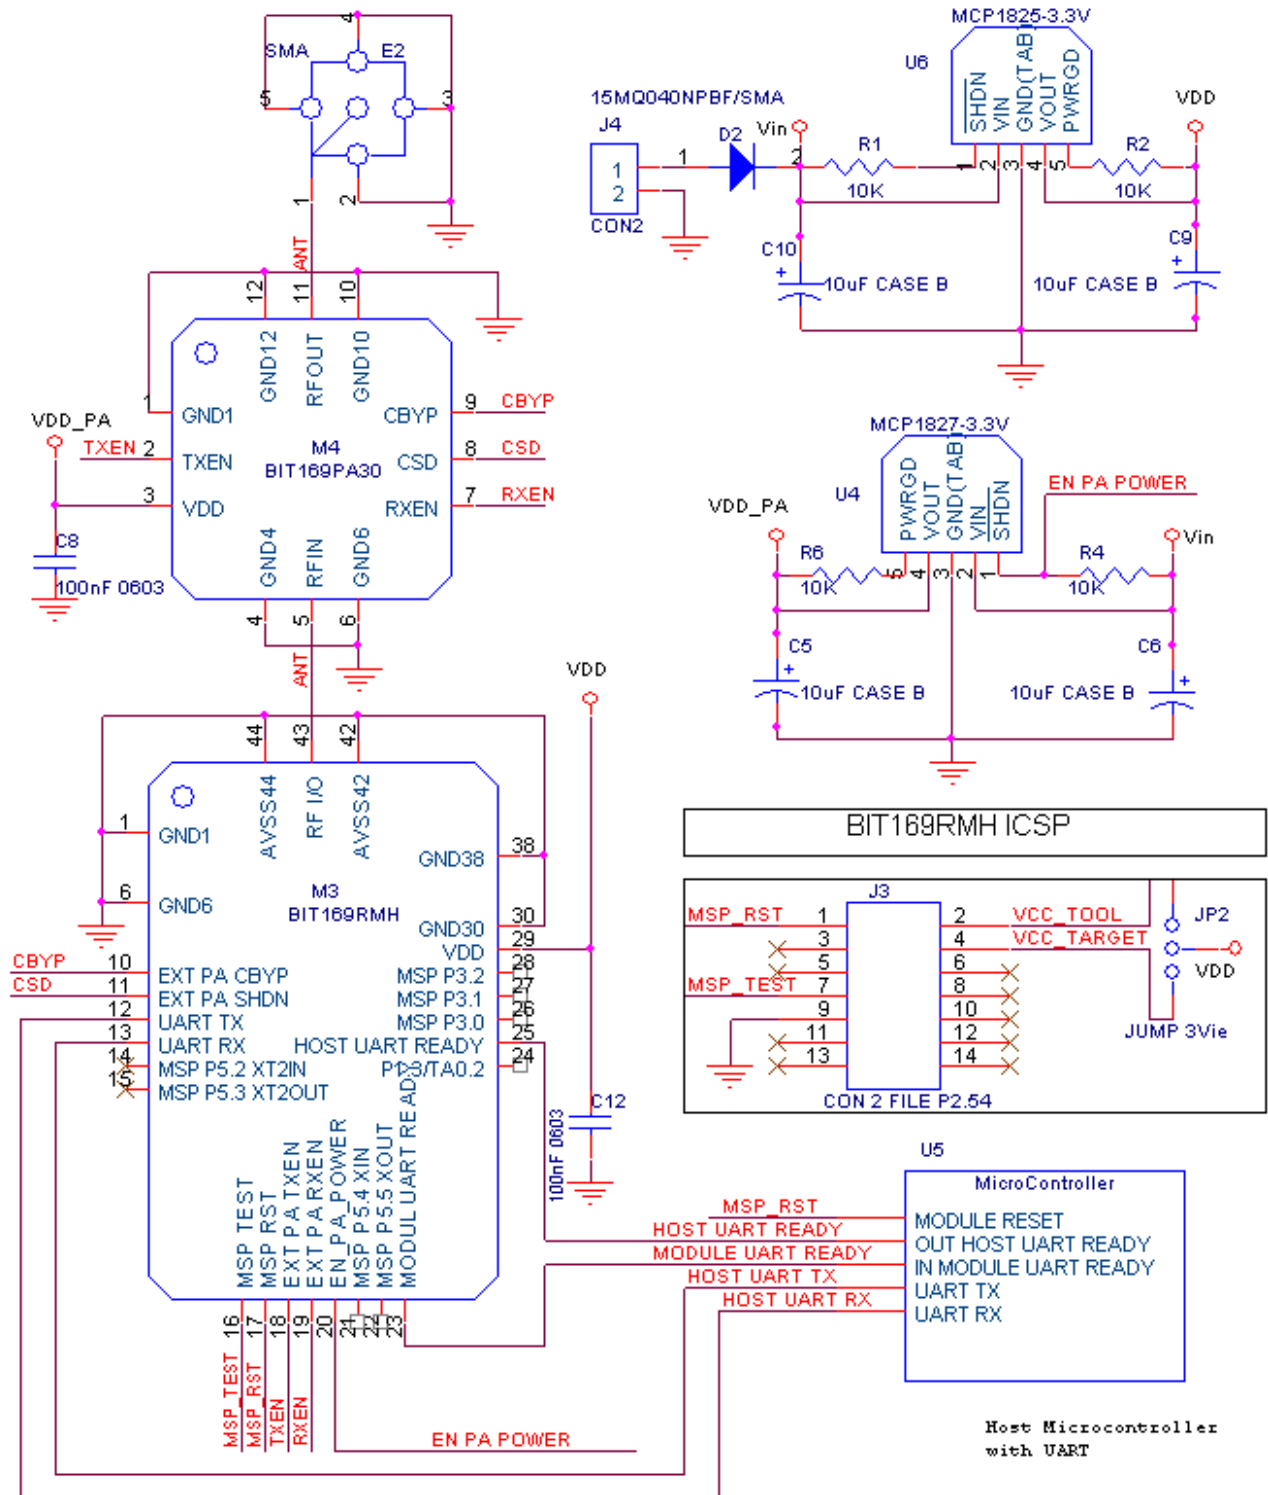 4
SMA
E2
5
3
1
2
ANT
MCP1825-3.3V
U6
SHDN
VIN
GND(TAB)
VOUT
PWRGD
15MQ040NPBF/SMA
J4
1
2
CON2
1
D2
Vin
2
R1
10K
1
2
3
4
5
R2
10K
VDD
C10
+
10uF CASE B
C9
+
10uF CASE B
12
11
10
GND12
RFOUT
GND10
1
GND1
VDD_PA
TXEN
2
TXEN
3
VDD
C8
100nF 0603
M4
BIT169PA30
CBYP
9
CBYP
CSD
8
CSD
RXEN
7
RXEN
GND4
RFIN
GND6
4
5
6
ANT
MCP1827-3.3V
U4
PWRGD
VOUT
GND(TAB)
VIN
SHDN
EN PA POWER
VDD_PA
R6
10K
5
4
3
2
1
R4
10K
Vin
C5
+
10uF CASE B
C6
+
10uF CASE B
VDD
44
43
42
AVSS44
RF I/O
AVSS42
1
GND1
6
GND6
M3
BIT169RMH
GND38
38
GND30
30
VDD
29
MSP P3.2
28
MSP P3.1
27
MSP P3.0
26
HOST UART READY
25
P1.3/TA0.2
24
CBYP
10
EXT PA CBYP
CSD
11
EXT PA SHDN
12
UART TX
13
UART RX
14
MSP P5.2 XT2IN
15
MSP P5.3 XT2OUT
MSP TEST
MSP RST
EXT PA TXEN
EXT PA RXEN
EN_PA_POWER
MSP P5.4 XIN
MSP P5.5 XOUT
MODUL UART READY
16
17
18
19
20
21
22
23
MSP_TEST
MSP_RST
TXEN
RXEN
EN PA POWER
C12
100nF 0603
BIT169RMH ICSP
J3
MSP_RST
1
2
VCC_TOOL
3
4
VCC_TARGET
5
6
MSP_TEST
7
8
9
10
11
12
13
14
CON 2 FILE P2.54
JP2
VDD
JUMP 3Vie
U5
MicroController
MSP_RST
MODULE RESET
HOST UART READY
OUT HOST UART READY
MODULE UART READY
IN MODULE UART READY
HOST UART TX
UART TX
HOST UART RX
UART RX
Host Microcontroller
with UART